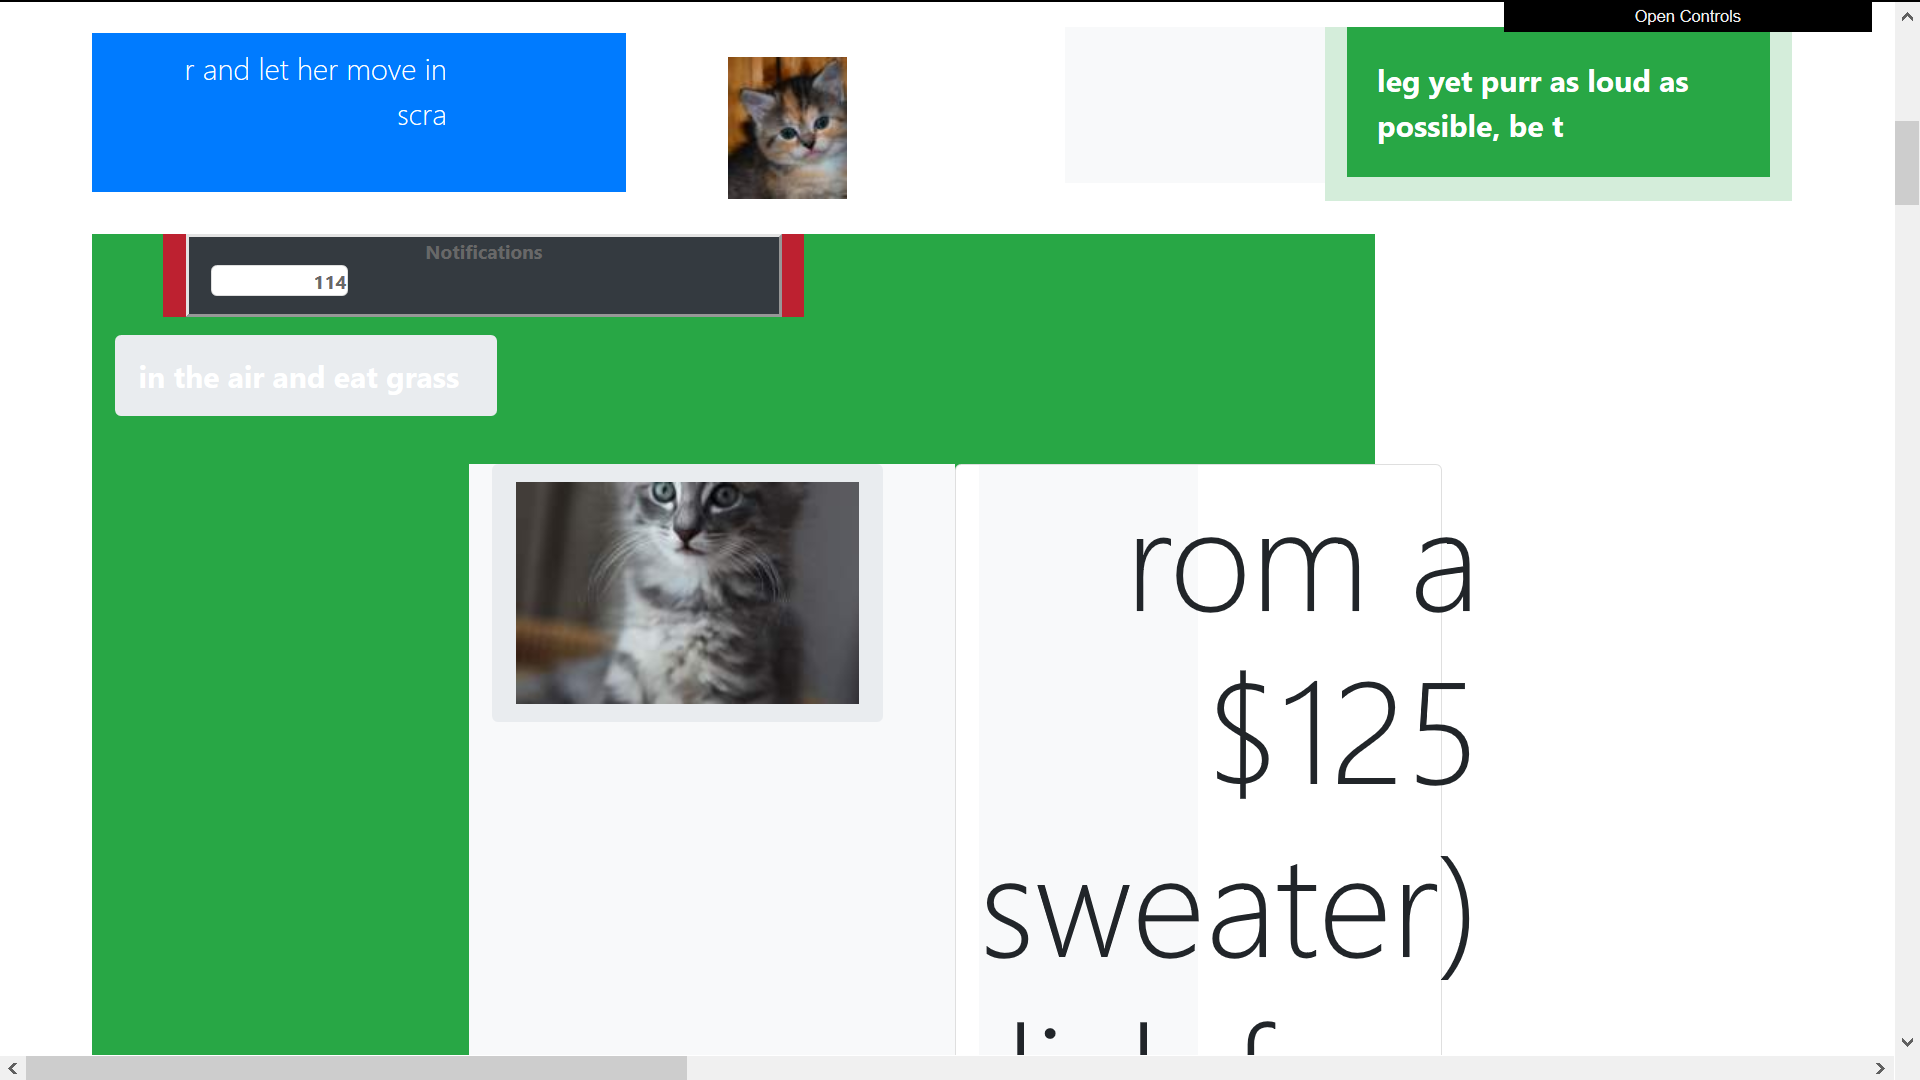 Open Controls
r and let her move in
scra
leg yet purr as loud as
possible, be t
Notifications
114
in the air and eat grass
rom a
$125
sweater)